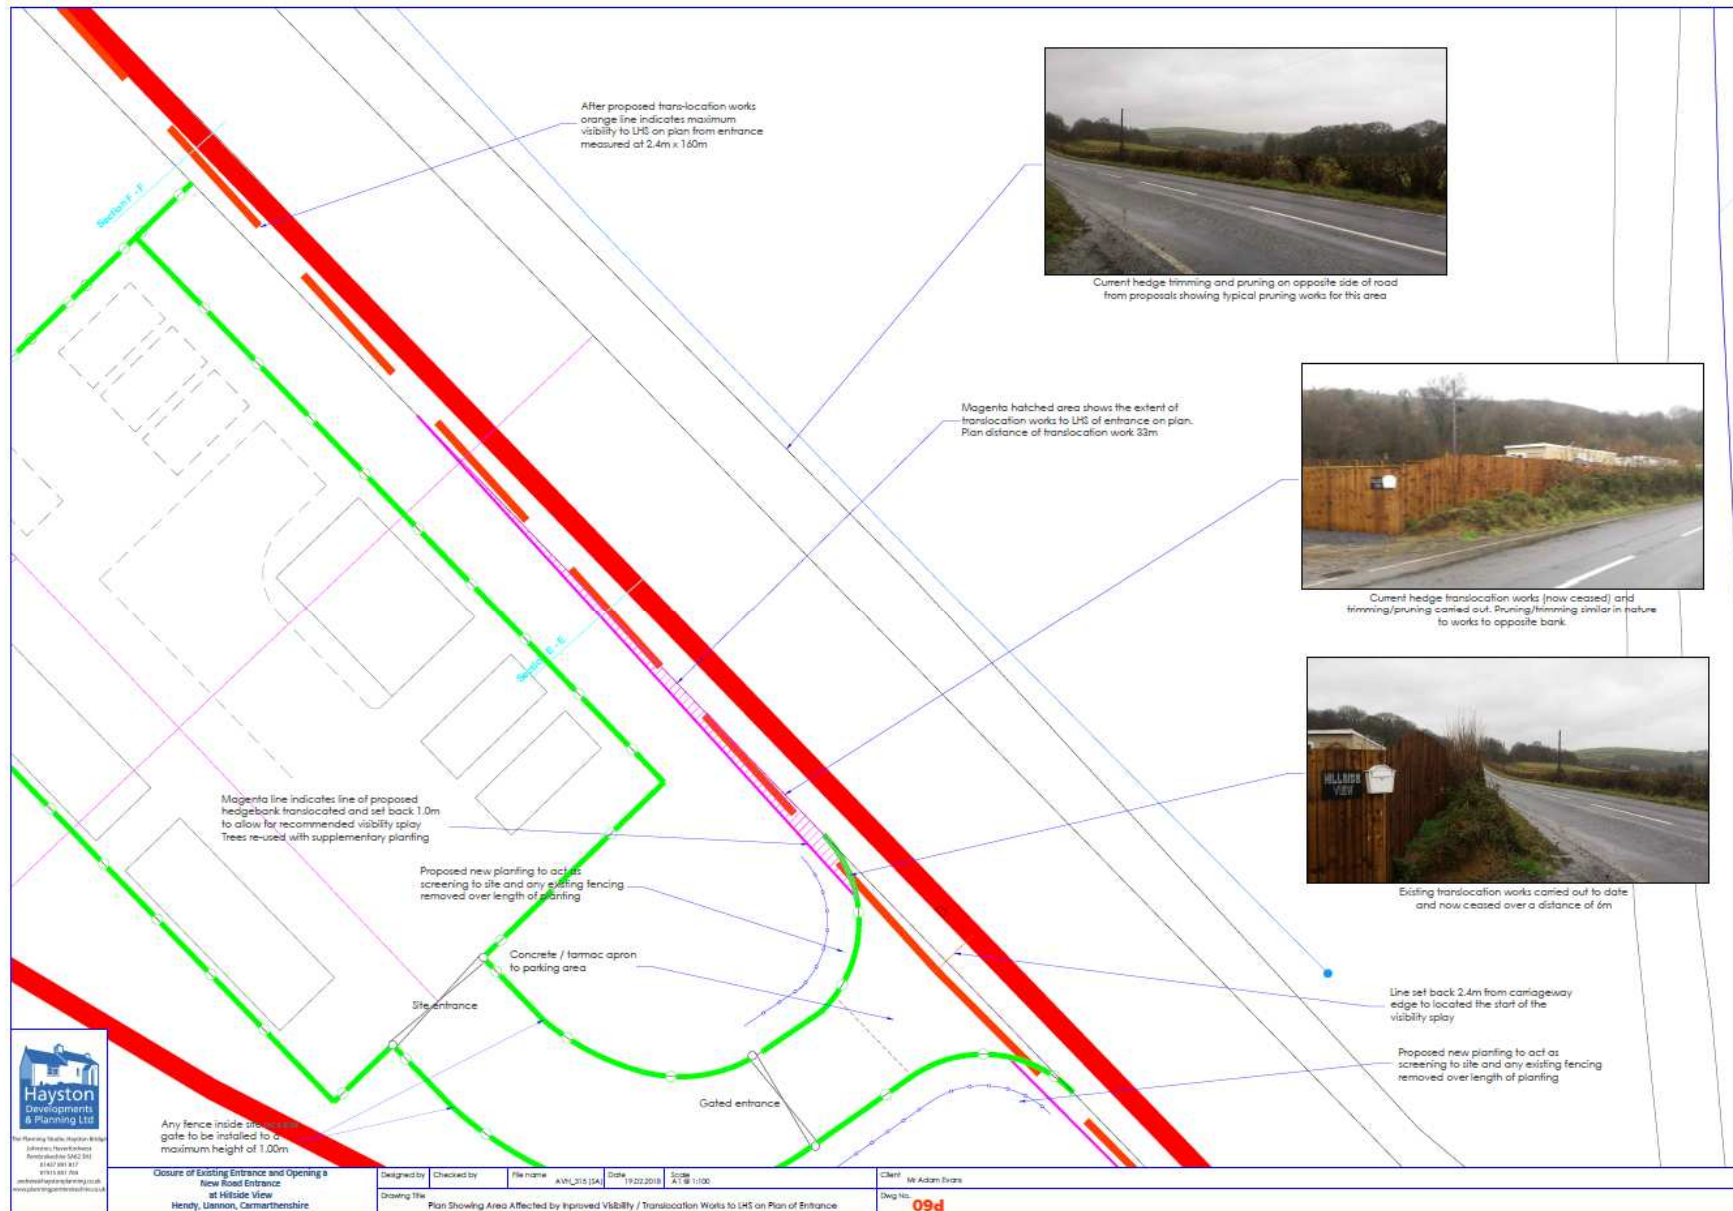 After proposed trans-location works
orange line indicates maximum
visibility to LHS on plan from entrance
measured at 2.4m x 160m
Section F - F
Current hedge trimming and pruning on opposite side of road
from proposals showing typical pruning works for this area
Magenta hatched area shows the extent of
translocation works to LHS of entrance on plan.
Plan distance of translocation work 33m
Current hedge translocation works (now ceased) and
trimming/pruning carried out. Pruning/trimming similar in nature
to works to opposite bank
Section E - E
HILLSIDE
VIEW
Existing translocation works carried out to date
and now ceased over a distance of 6m
Magenta line indicates line of proposed
hedgebank translocated and set back 1.0m
to allow for recommended visibility splay
Trees re-used with supplementary planting
Proposed new planting to act as
screening to site and any existing fencing
removed over length of planting
Concrete / tarmac apron
to parking area
Site entrance
Line set back 2.4m from carriageway
edge to located the start of the
visibility splay
Proposed new planting to act as
screening to site and any existing fencing
removed over length of planting
Gated entrance
Any fence inside site
gate to be installed to a
maximum height of 1.00m
Hayston
Developments
& Planning Ltd
Closure of Existing Entrance and Opening a
New Road Entrance
at Hillside View
Hendy, Llannon, Carmarthenshire
Designed by
Checked by
File name
AVH_315 (SA)
Date
19.02.2018
Scale
A1 @ 1:100
Client
Mr Adam Evans
Drawing Title
Plan Showing Area Affected by Inproved Visibility / Translocation Works to LHS on Plan of Entrance
Dwg No.
09d